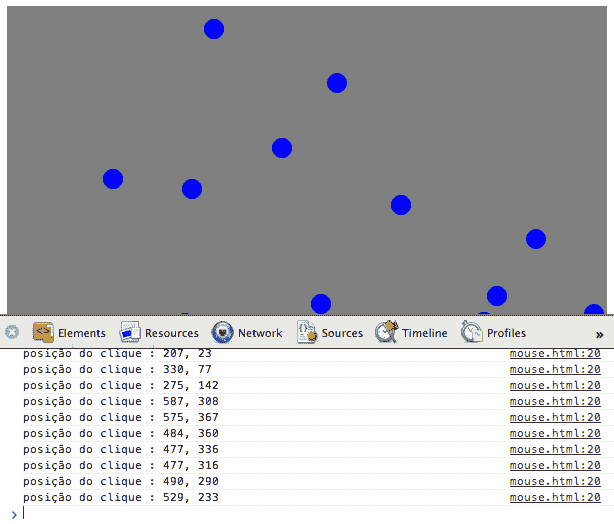 Elements Resources Network Sources Timeline Profiles »
posição do clique : 207, 23 mouse.html:20
posição do clique : 330, 77 mouse.html:20
posição do clique : 275, 142 mouse.html:20
posição do clique : 587, 308 mouse.html:20
posição do clique : 575, 367 mouse.html:20
posição do clique : 484, 360 mouse.html:20
posição do clique : 477, 336 mouse.html:20
posição do clique : 477, 316 mouse.html:20
posição do clique : 490, 290 mouse.html:20
posição do clique : 529, 233 mouse.html:20
>